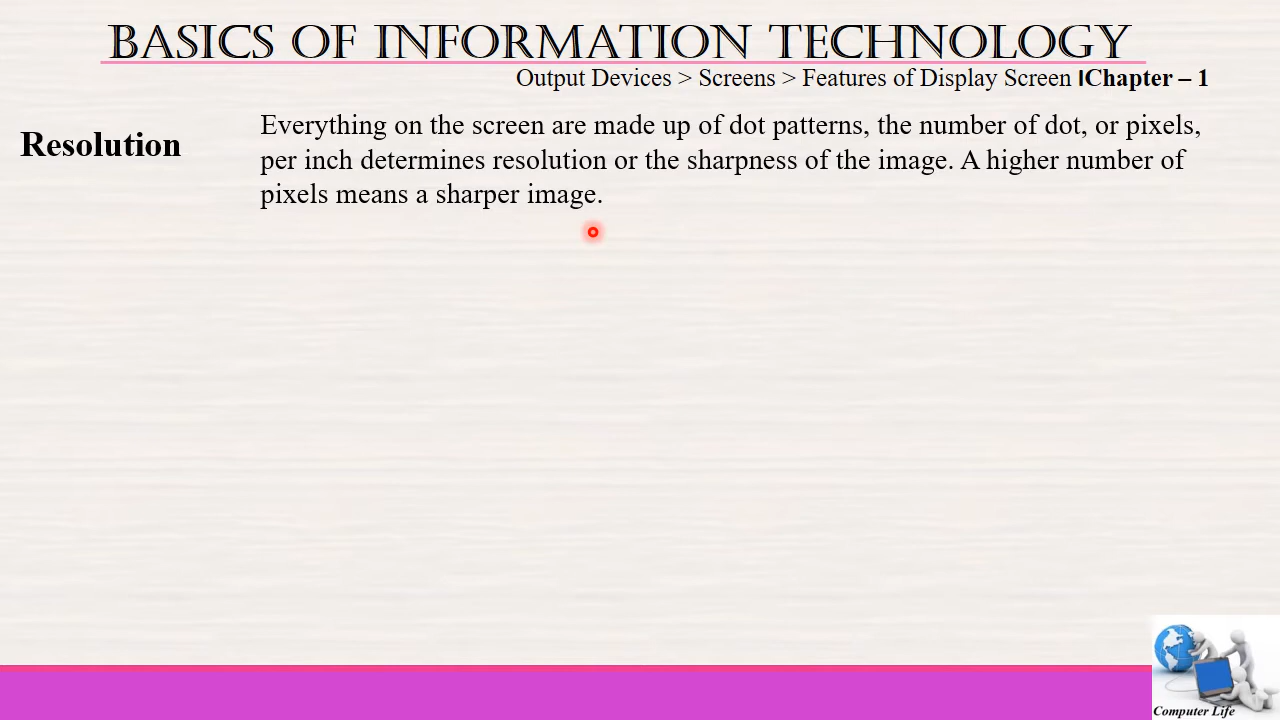 BASICS OF INFORMATION TECHNOLOGY
Output Devices > Screens > Features of Display Screen lChapter – 1
Resolution
Everything on the screen are made up of dot patterns, the number of dot, or pixels,
per inch determines resolution or the sharpness of the image. A higher number of
pixels means a sharper image.
Computer Life